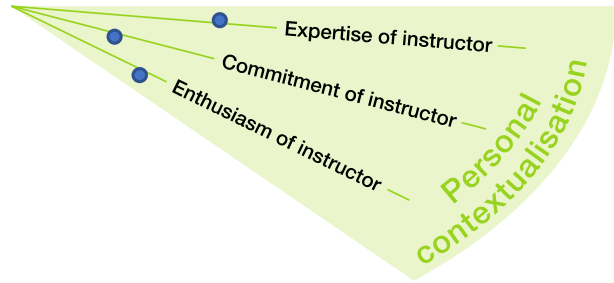 Expertise of instructor
Commitment of instructor
Enthusiasm of instructor
Personal
contextualisation